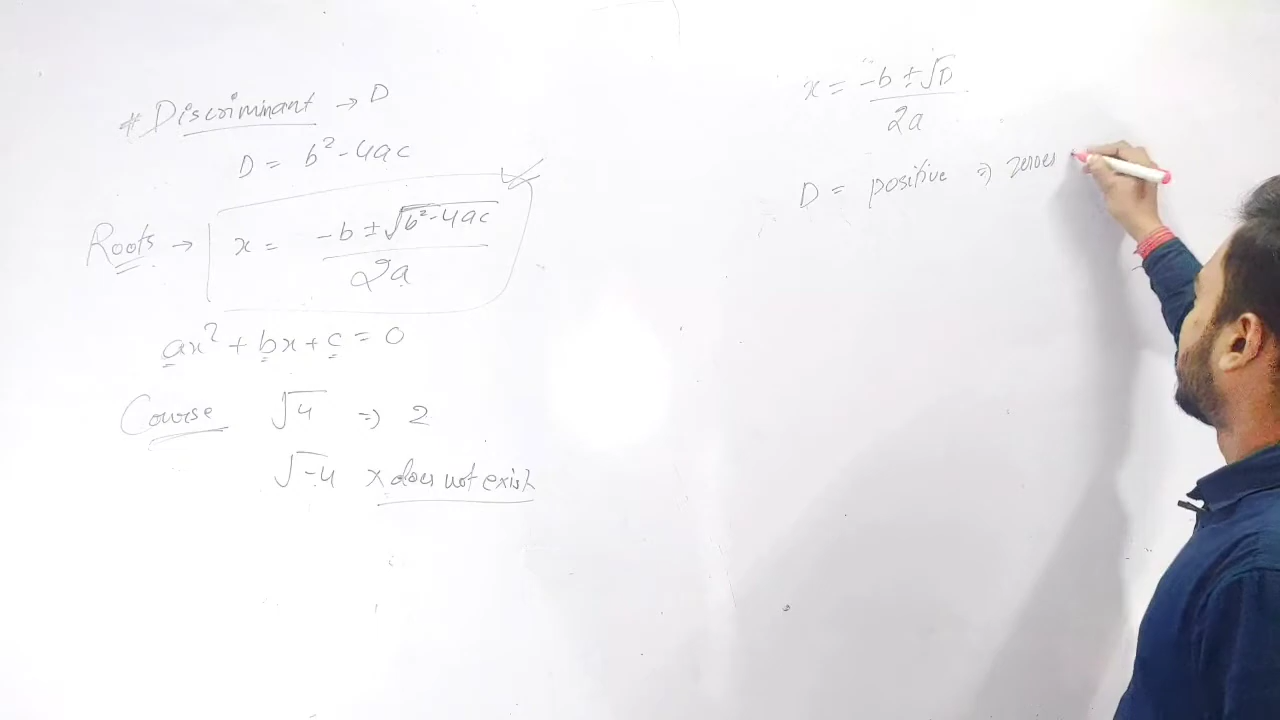 # Discriminant → D
D = b² - 4ac
Roots → x = -b ± √b² - 4ac / 2a
ax² + bx + c = 0
Course √4 ⇒ 2
√-4 x does not exist
x = -b ± √D / 2a
D = positive ⇒ zeroes